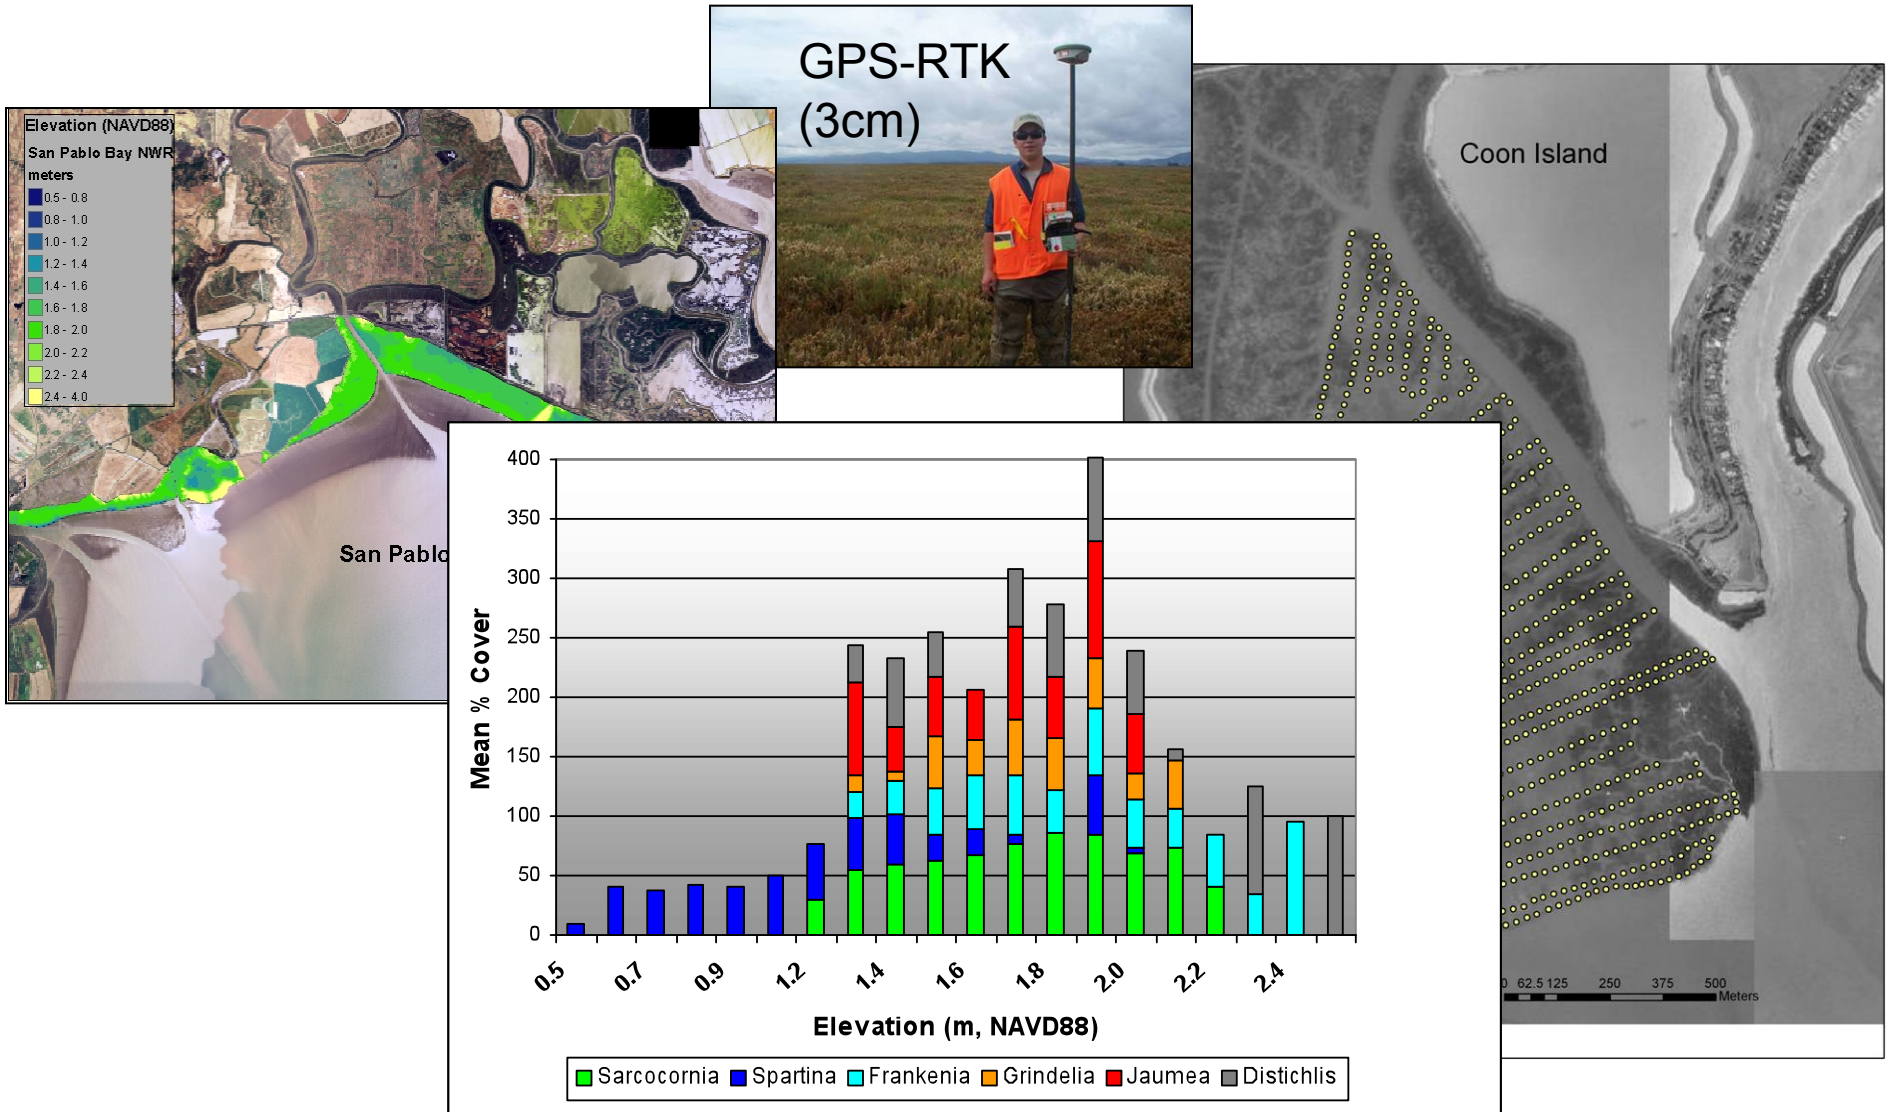 GPS-RTK
(3cm)
Elevation (NAVD88)
San Pablo Bay NWR
meters
0.5 - 0.8
0.8 - 1.0
1.0 - 1.2
1.2 - 1.4
1.4 - 1.6
1.6 - 1.8
1.8 - 2.0
2.0 - 2.2
2.2 - 2.4
2.4 - 4.0
San Pablo
Coon Island
0 62.5 125 250 375 500
Meters
400
350
300
250
200
150
100
50
0
Mean % Cover
0.5 0.7 0.9 1.2 1.4 1.6 1.8 2.0 2.2 2.4
Elevation (m, NAVD88)
Sarcocornia Spartina Frankenia Grindelia Jaumea Distichlis